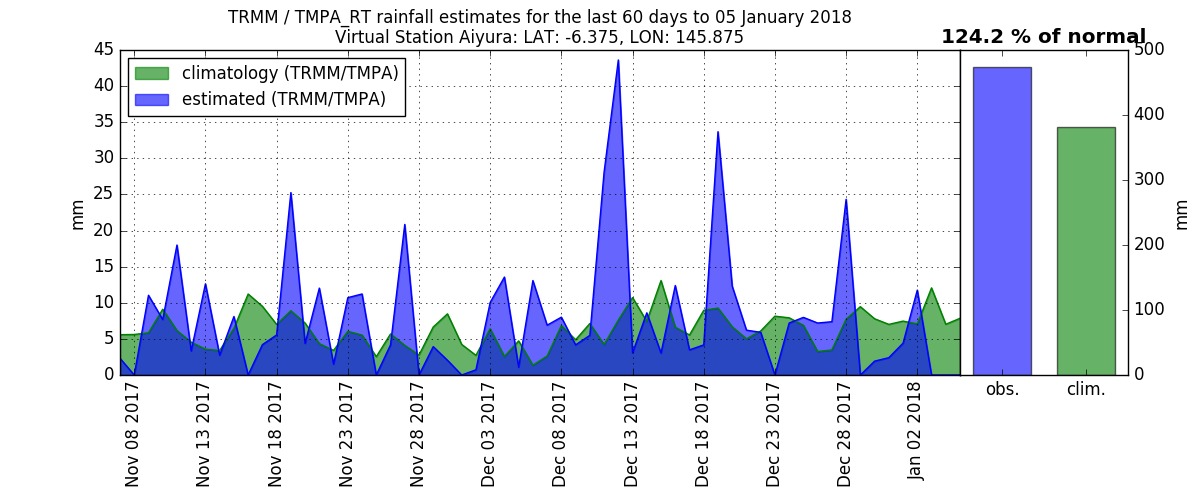 TRMM / TMPA_RT rainfall estimates for the last 60 days to 05 January 2018
Virtual Station Aiyura: LAT: -6.375, LON: 145.875
124.2 % of normal
climatology (TRMM/TMPA)
estimated (TRMM/TMPA)
45
40
35
30
25
20
15
10
5
0
mm
Nov 08 2017
Nov 13 2017
Nov 18 2017
Nov 23 2017
Nov 28 2017
Dec 03 2017
Dec 08 2017
Dec 13 2017
Dec 18 2017
Dec 23 2017
Dec 28 2017
Jan 02 2018
obs.
clim.
500
400
300
200
100
0
mm